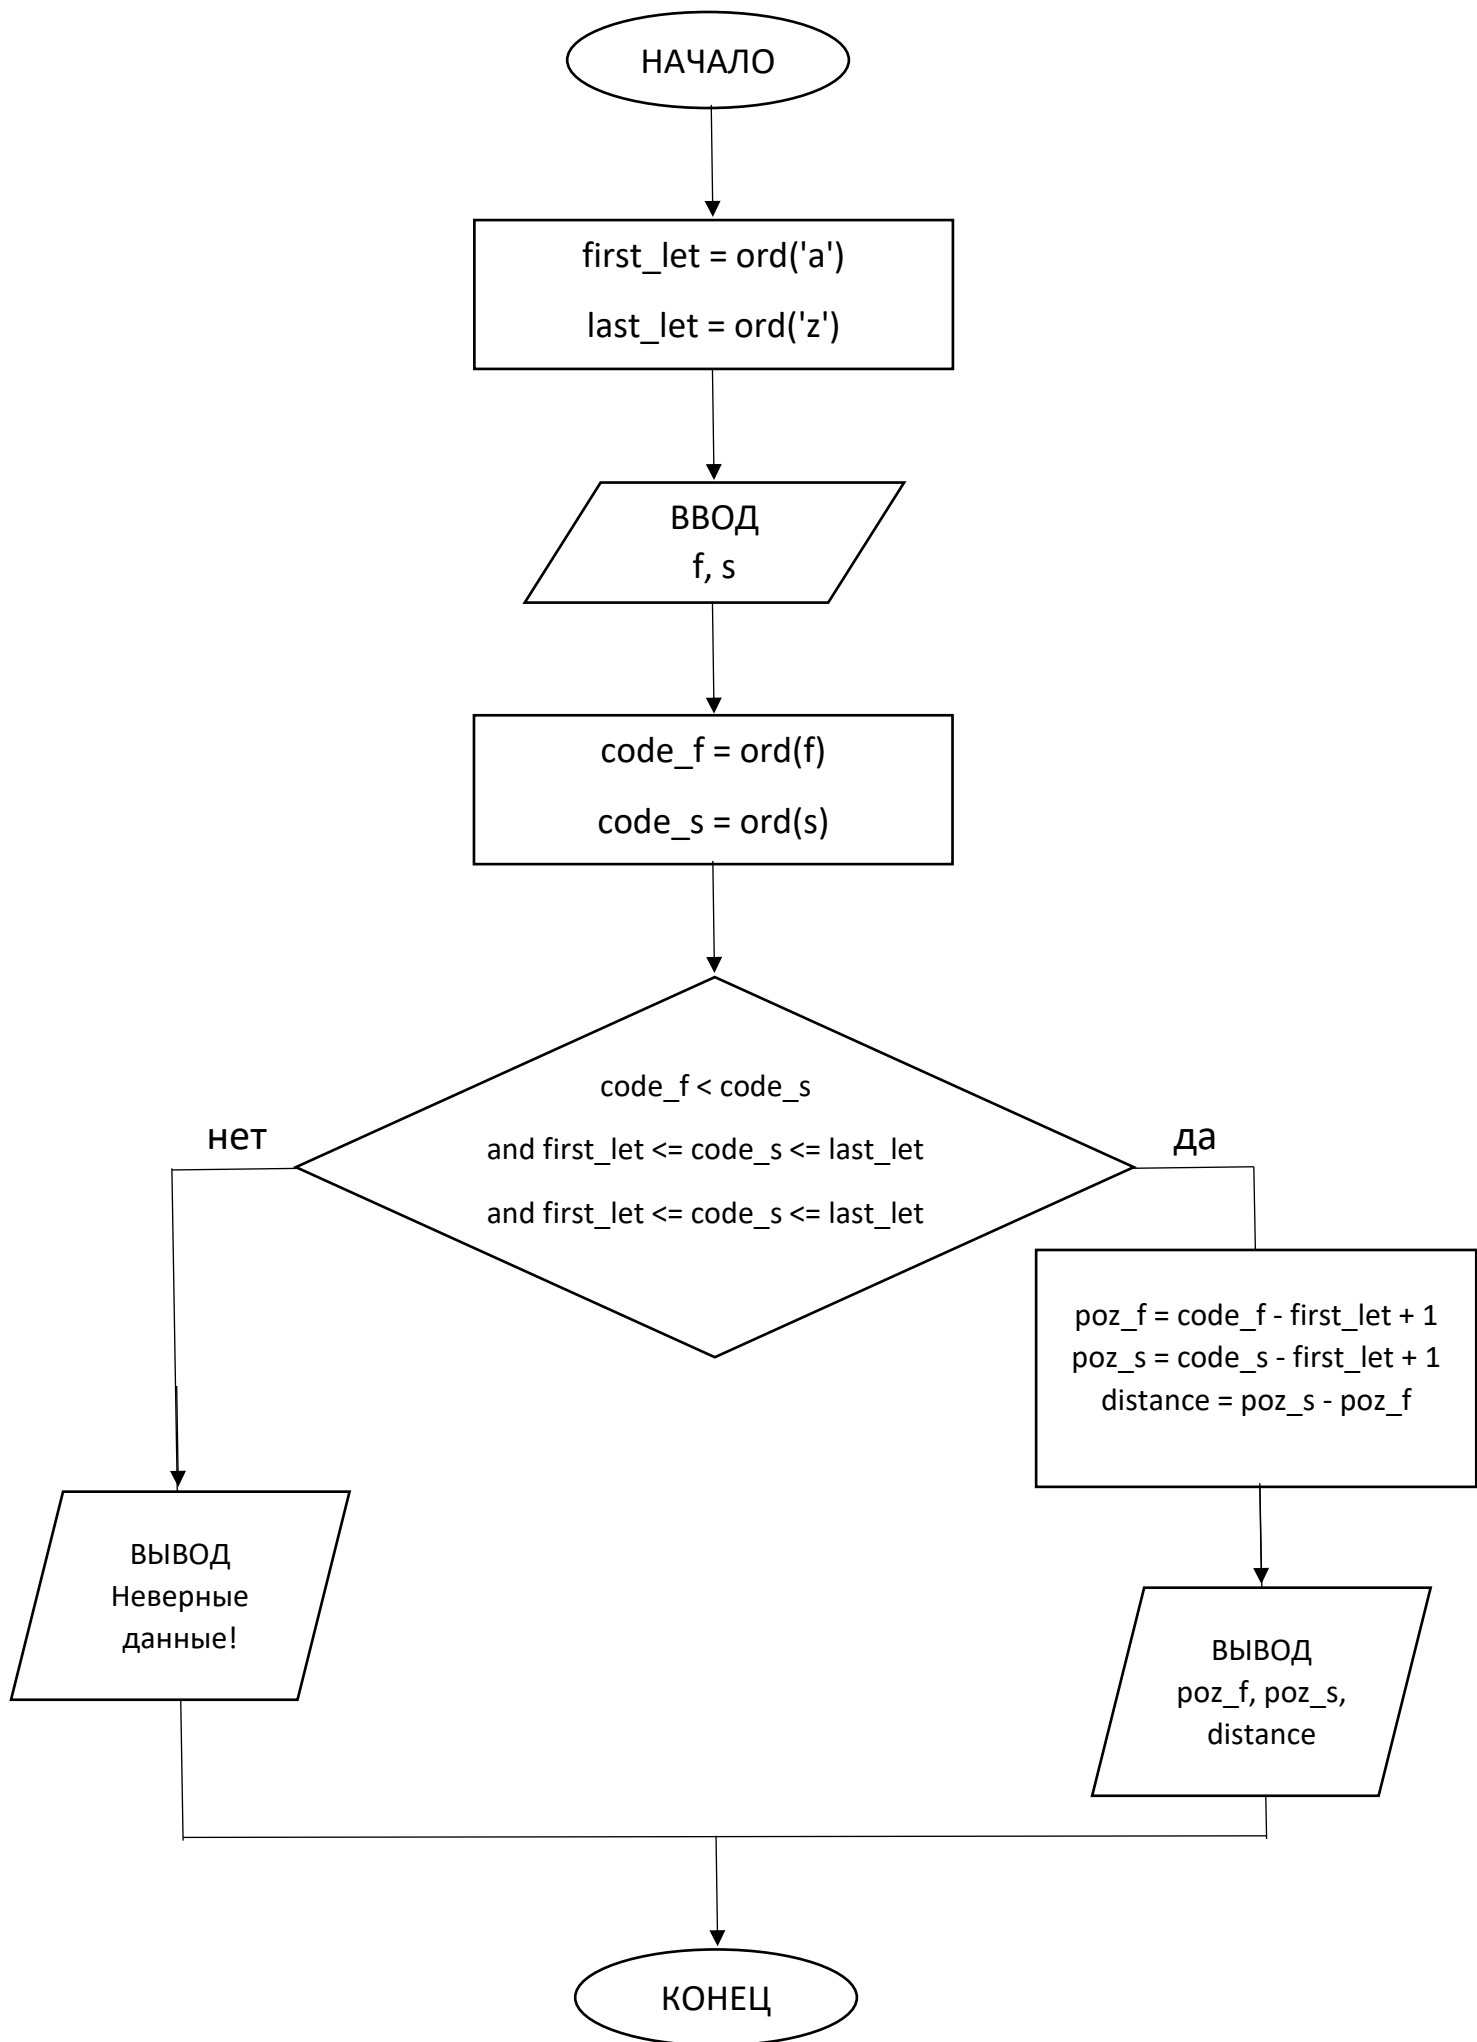 НАЧАЛО
first_let = ord('a')
last_let = ord('z')
ВВОД
f, s
code_f = ord(f)
code_s = ord(s)
code_f < code_s
and first_let <= code_s <= last_let
and first_let <= code_s <= last_let
нет
да
poz_f = code_f - first_let + 1
poz_s = code_s - first_let + 1
distance = poz_s - poz_f
ВЫВОД
Неверные
данные!
ВЫВОД
poz_f, poz_s,
distance
КОНЕЦ